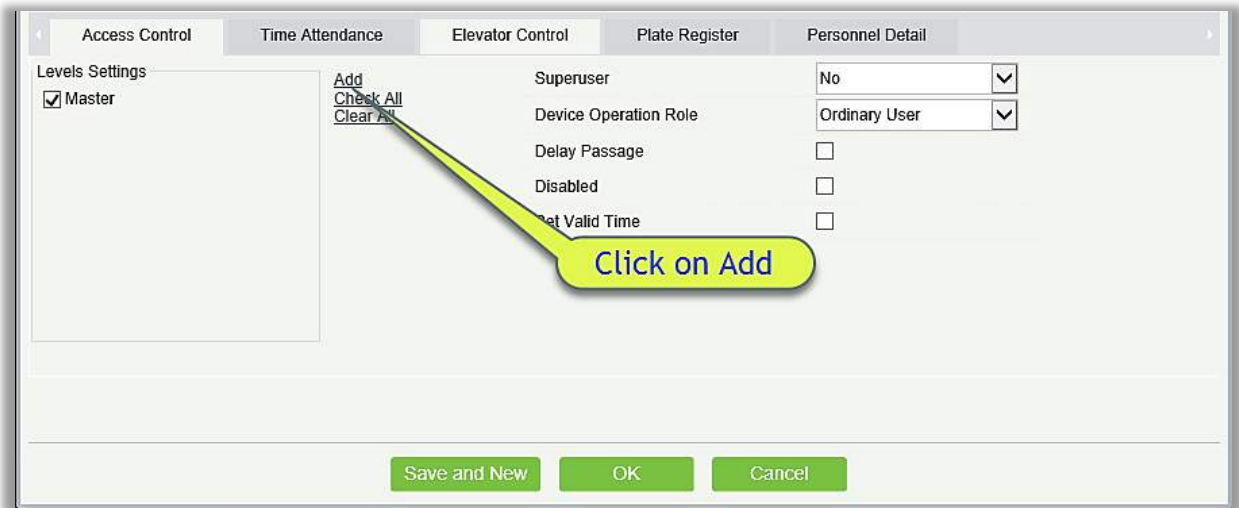 Access Control Time Attendance Elevator Control Plate Register Personnel Detail
Levels Settings
Master
Add
Check All
Clear All
Superuser No
Device Operation Role Ordinary User
Delay Passage
Disabled
Set Valid Time
Click on Add
Save and New OK Cancel